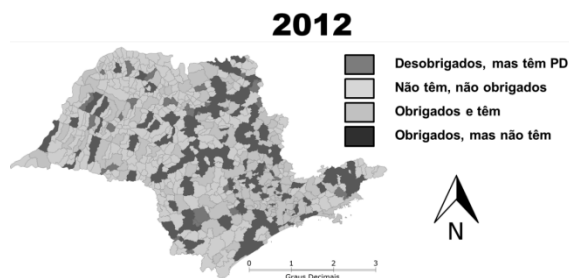 2012
Desobrigados, mas têm PD
Não têm, não obrigados
Obrigados e têm
Obrigados, mas não têm
N
0 1 2 3
Graus Decimais